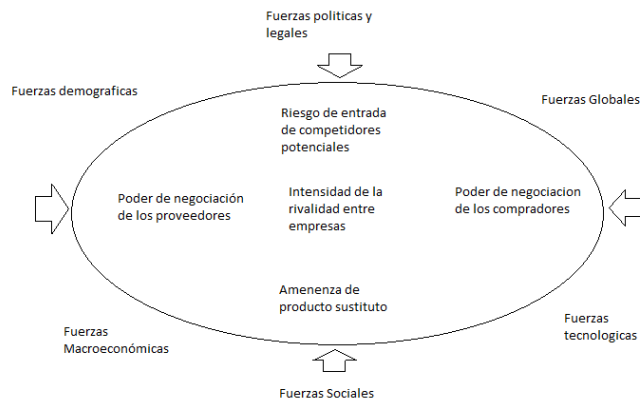 Fuerzas politicas y
legales
Fuerzas demograficas
Fuerzas Globales
Riesgo de entrada
de competidores
potenciales
Poder de negociación
de los proveedores
Intensidad de la
rivalidad entre
empresas
Poder de negociacion
de los compradores
Amenenza de
producto sustituto
Fuerzas
Macroeconómicas
Fuerzas
tecnologicas
Fuerzas Sociales